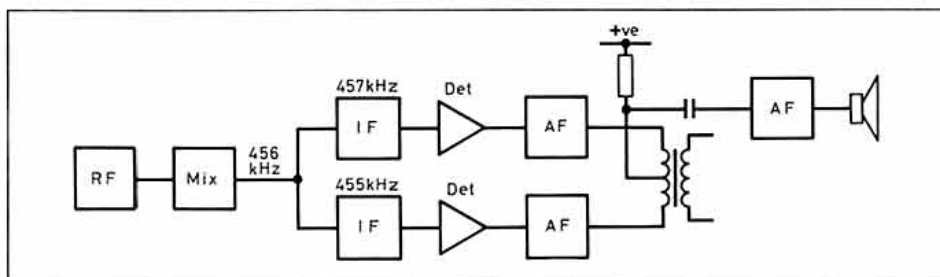 +ve
457kHz
Det
IF
AF
AF
456
kHz
RF
Mix
455kHz
Det
IF
AF